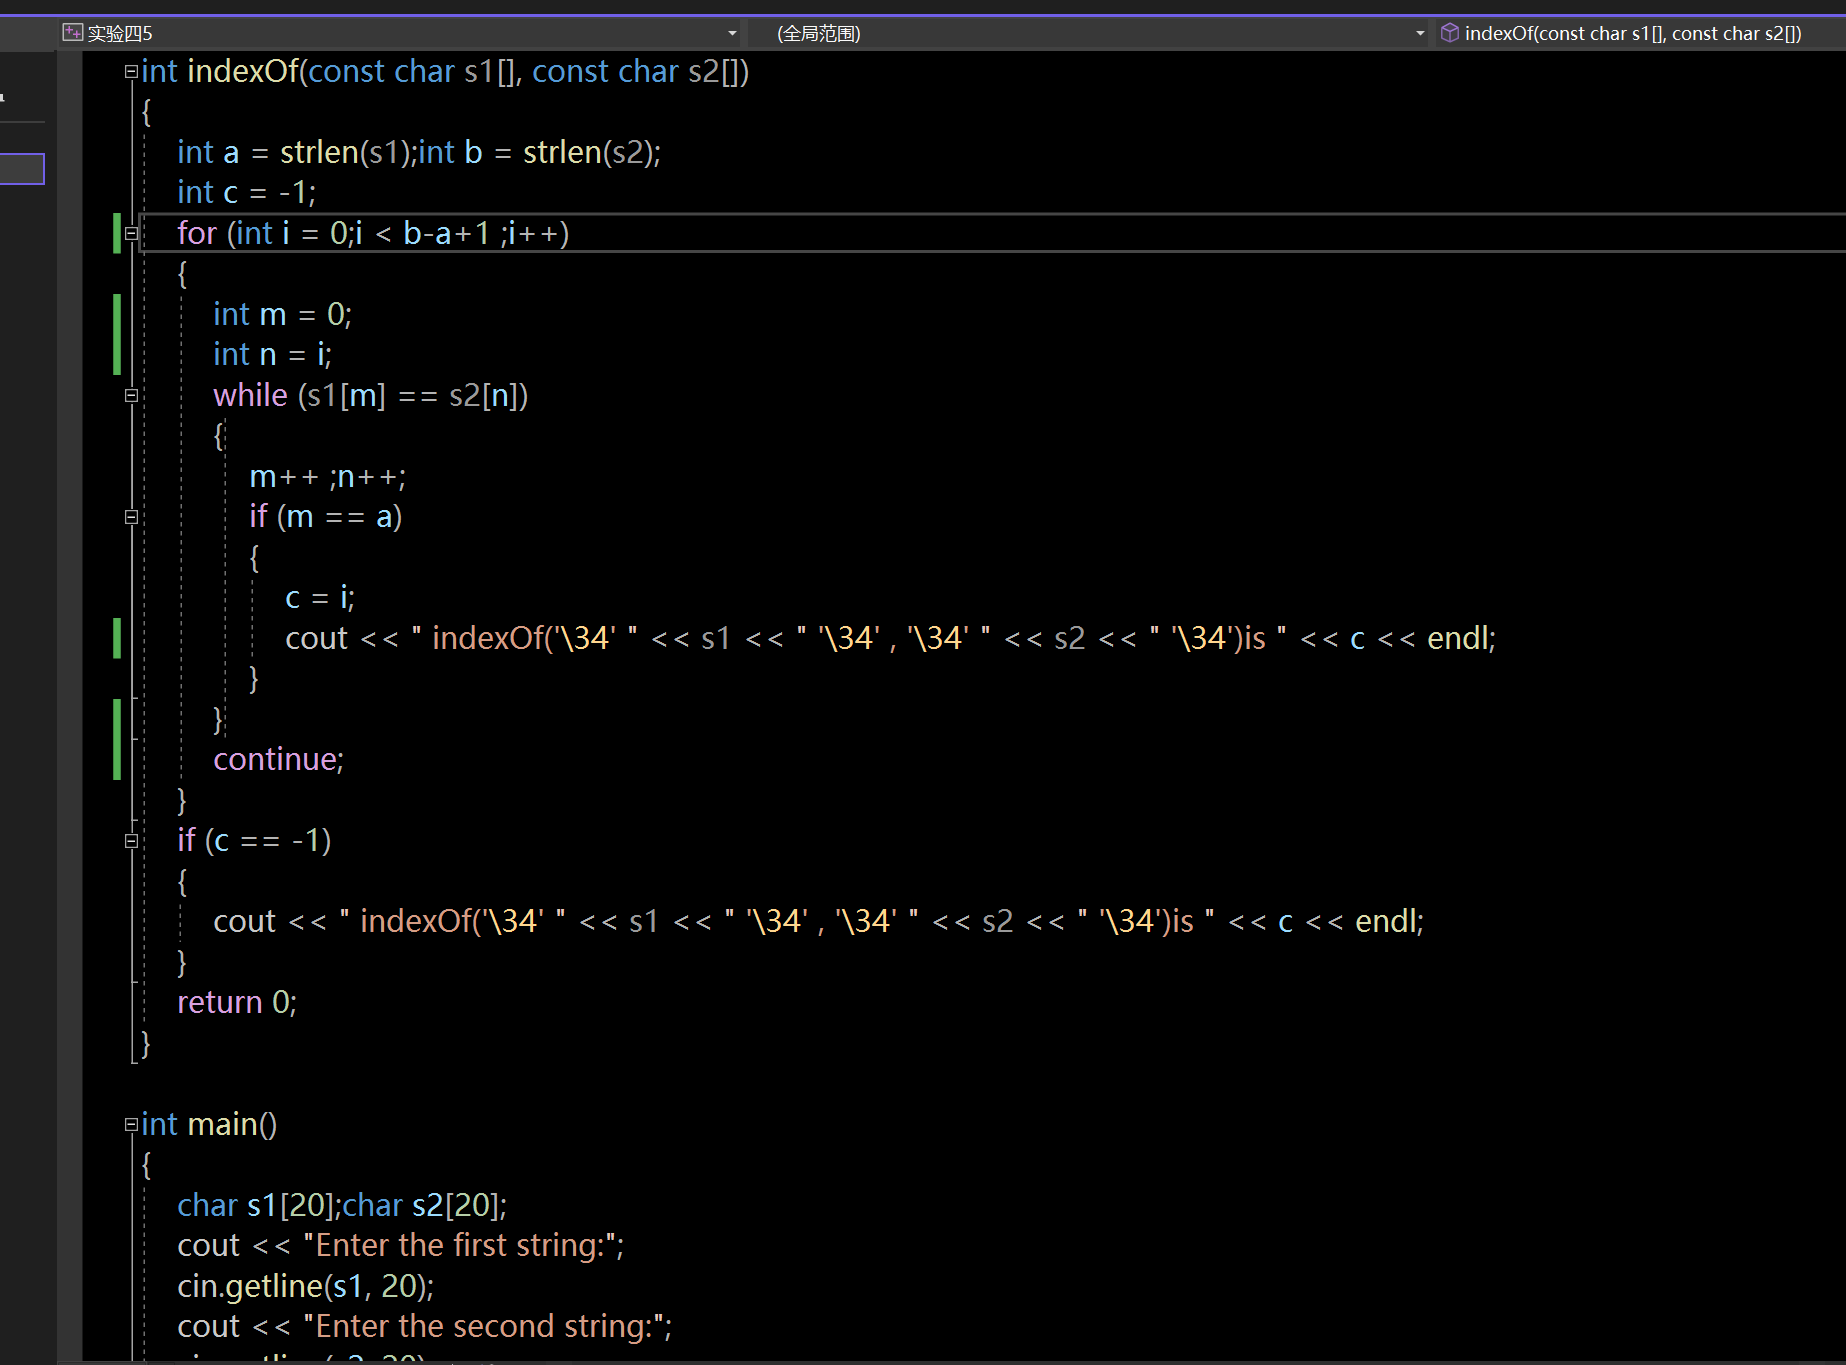 实验四5 (全局范围) indexOf(const char s1[], const char s2[])
int indexOf(const char s1[], const char s2[])
{
int a = strlen(s1);int b = strlen(s2);
int c = -1;
for (int i = 0;i < b-a+1 ;i++)
{
int m = 0;
int n = i;
while (s1[m] == s2[n])
{
m++ ;n++;
if (m == a)
{
c = i;
cout << " indexOf('\34' " << s1 << " '\34' , '\34' " << s2 << " '\34')is " << c << endl;
}
}
continue;
}
if (c == -1)
{
cout << " indexOf('\34' " << s1 << " '\34' , '\34' " << s2 << " '\34')is " << c << endl;
}
return 0;
}
int main()
{
char s1[20];char s2[20];
cout << "Enter the first string:";
cin.getline(s1, 20);
cout << "Enter the second string:";